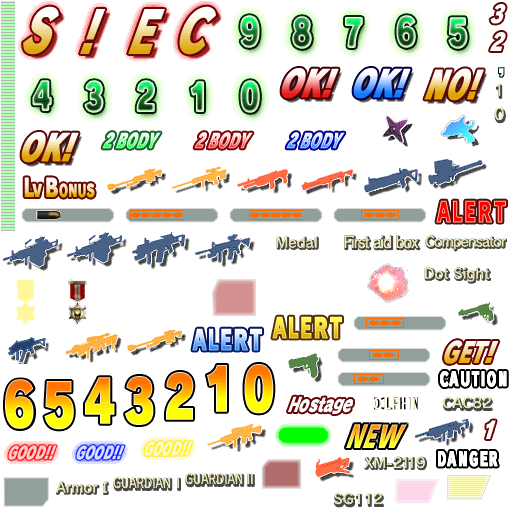 S ! E C 9 8 7 6 5 3
2
4 3 2 1 0 OK! OK! NO! , 1 0
OK! 2 BODY 2 BODY 2 BODY
Lv BONUS
ALERT
Medal First aid box Compensator
Dot Sight
ALERT ALERT
GET!
6 5 4 3 2 1 0 CAUTION
Hostage DOLPHIN CAC82
GOOD!! GOOD!! GOOD!! NEW 1
XM-2119 DANGER
Armor I GUARDIAN I GUARDIAN II
SG112